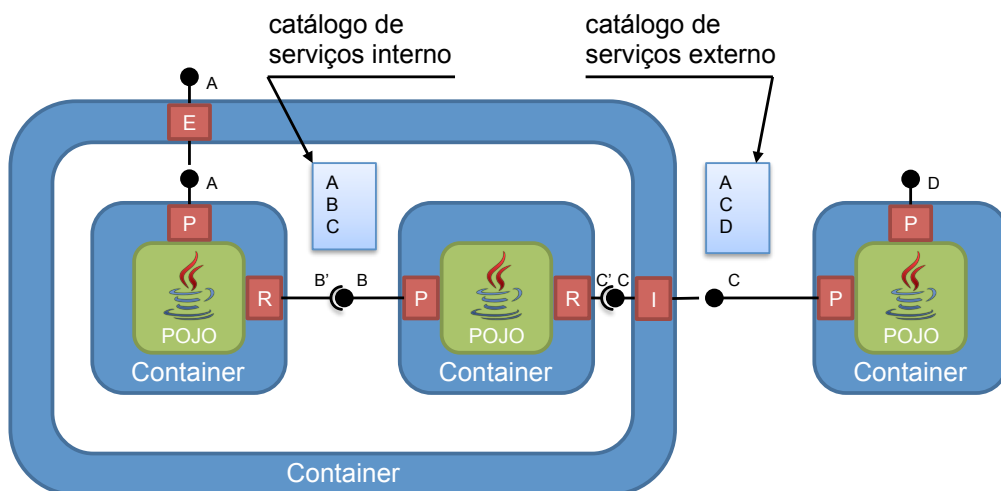 catálogo de
serviços interno
catálogo de
serviços externo
A
E
A
A
B
C
A
C
D
D
P
P
POJO
R
B’
B
P
POJO
R
C’
C
I
C
P
POJO
Container
Container
Container
Container